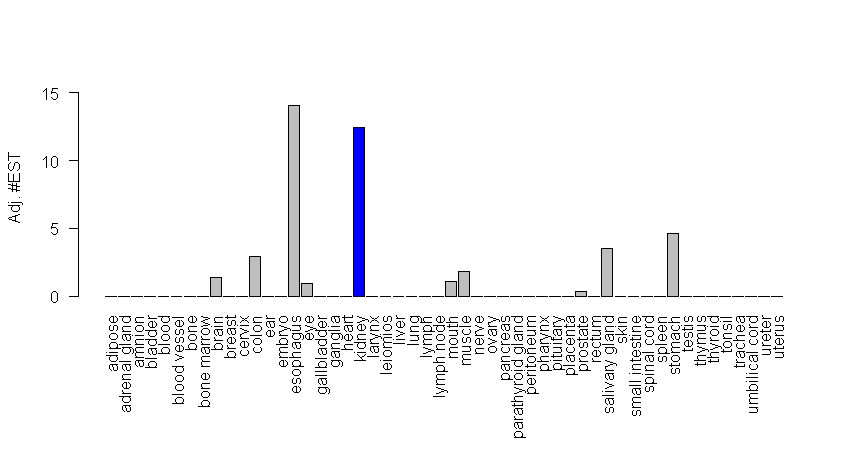 Adj. #EST
15
10
5
0
adipose
adrenal gland
amnion
bladder
blood
blood vessel
bone
bone marrow
brain
breast
cervix
colon
ear
embryo
esophagus
eye
gallbladder
ganglia
heart
kidney
larynx
leiomios
liver
lung
lymph
lymph node
mouth
muscle
nerve
ovary
pancreas
parathyroid gland
peritoneum
pharynx
pituitary
placenta
prostate
rectum
salivary gland
skin
small intestine
spinal cord
spleen
stomach
testis
thymus
thyroid
tonsil
trachea
umbilical cord
ureter
uterus